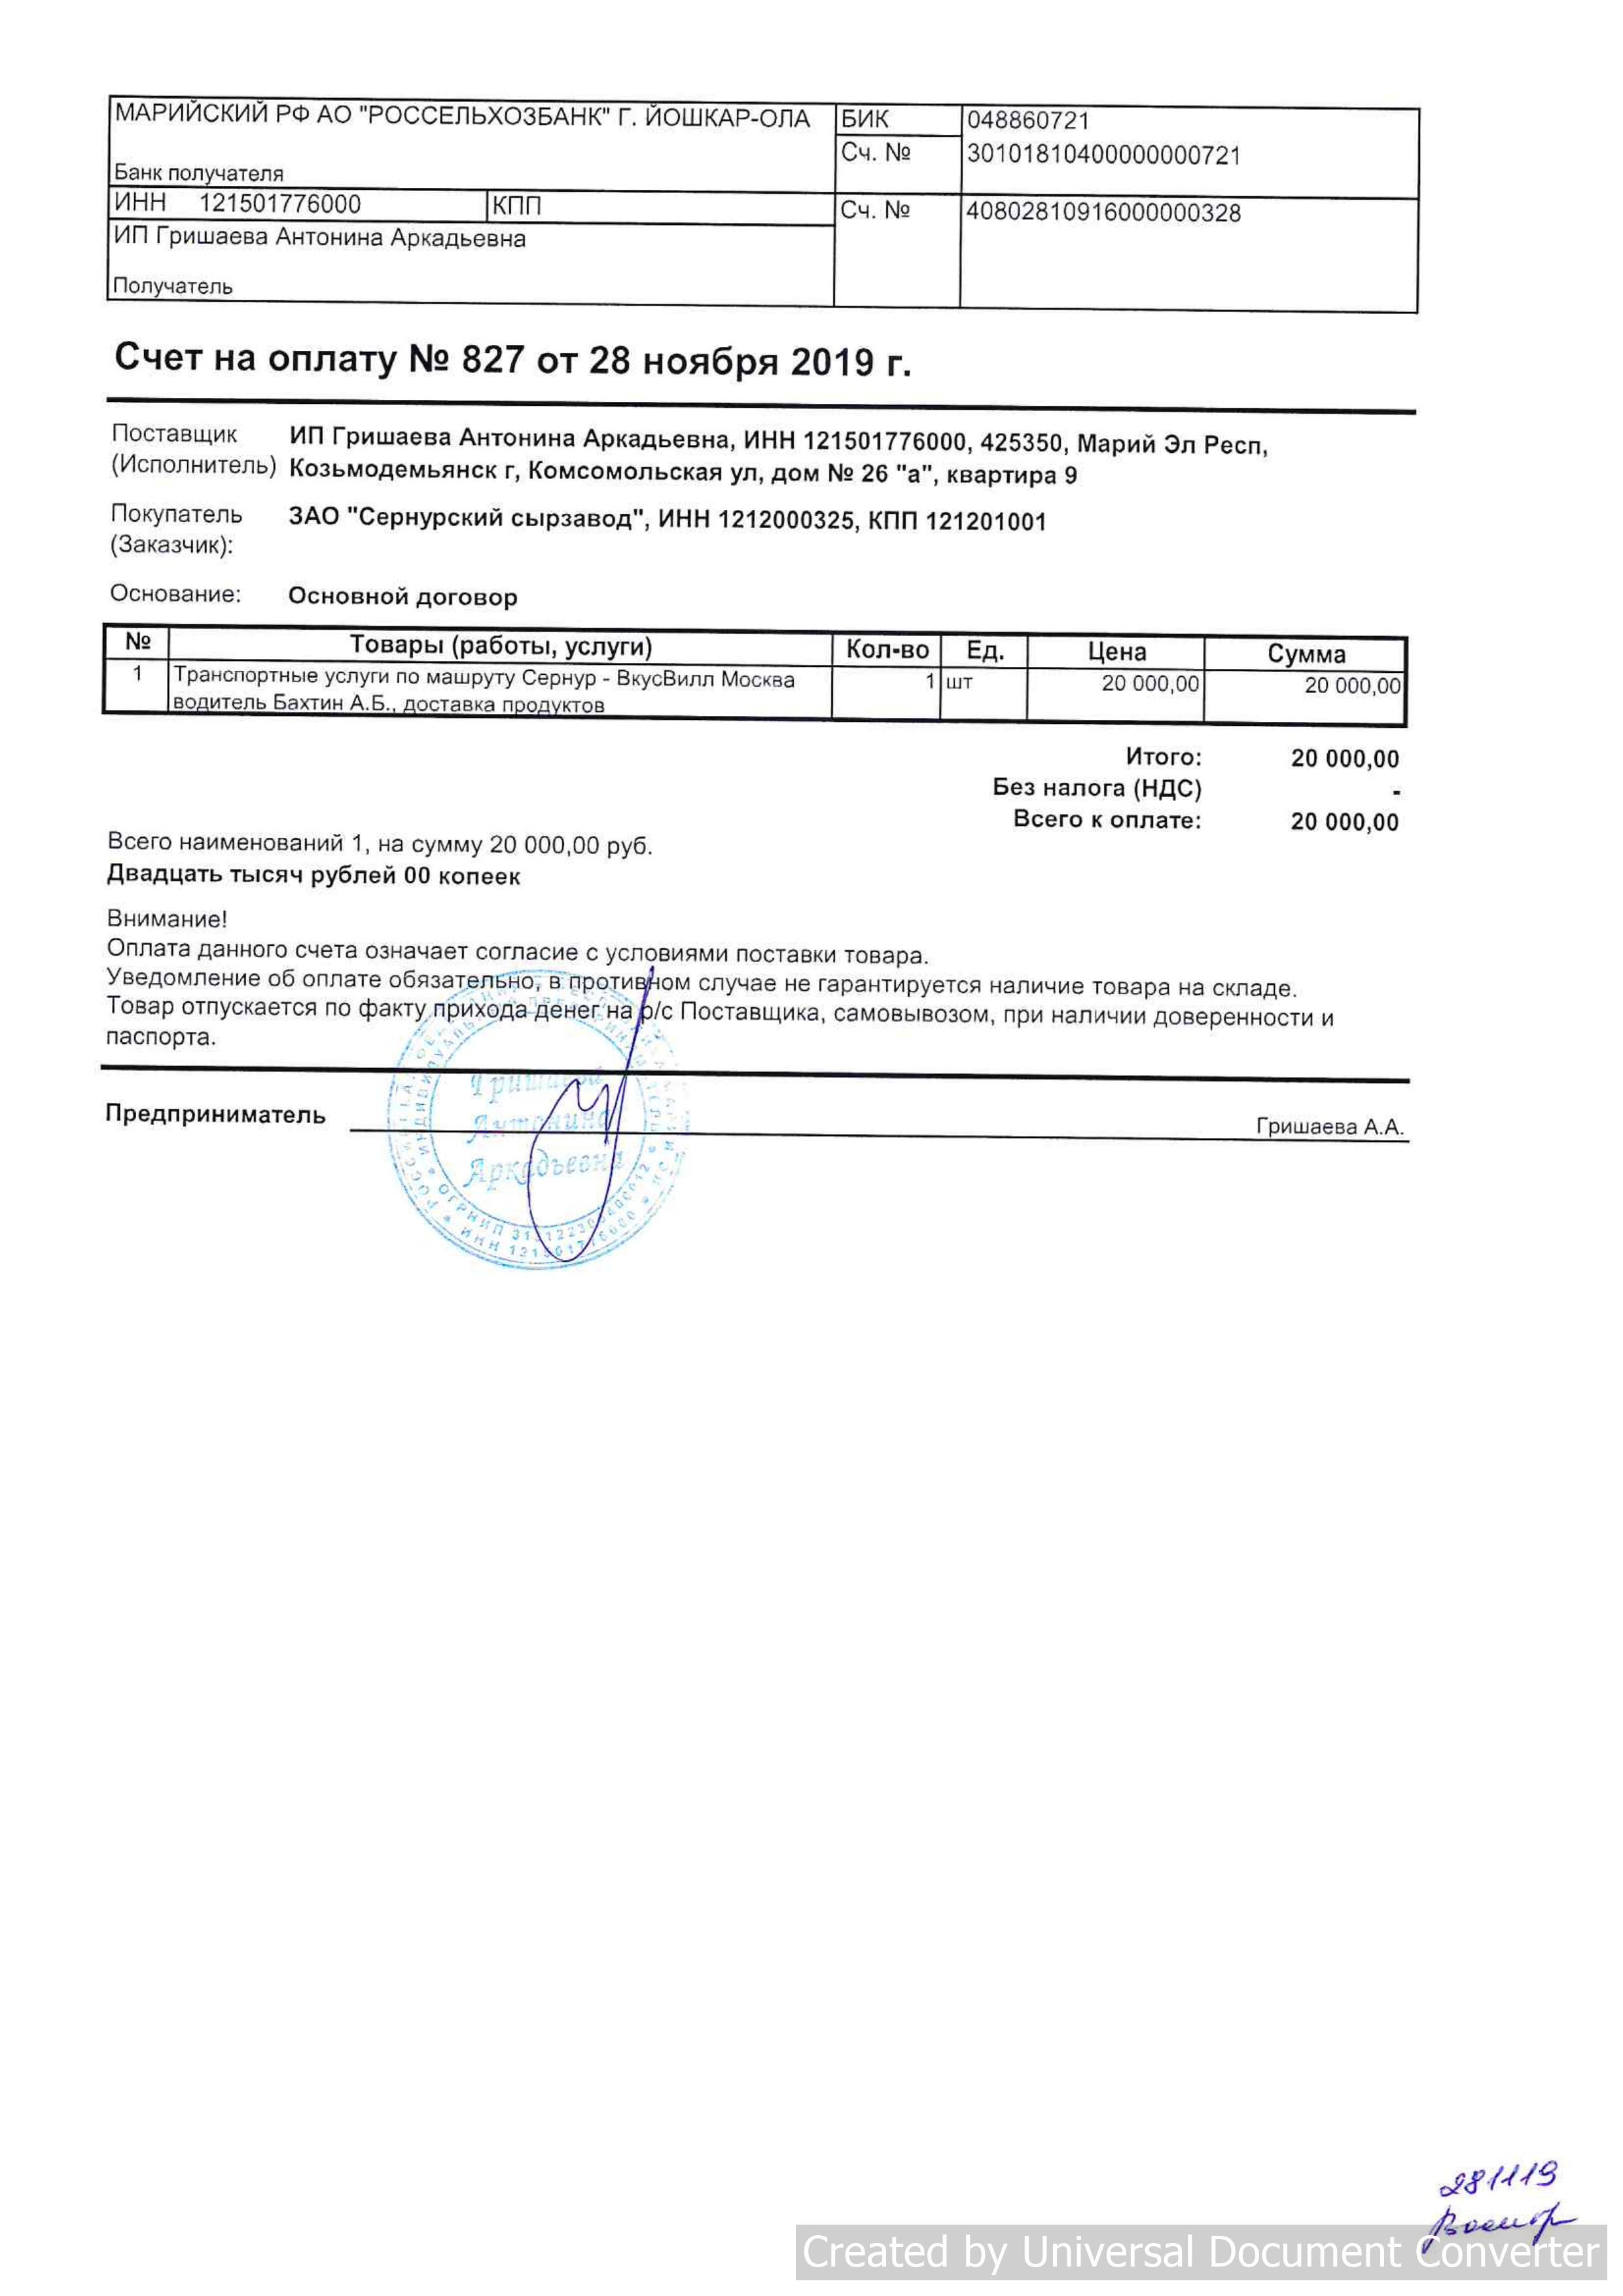 МАРИЙСКИЙ РФ АО "РОССЕЛЬХОЗБАНК" Г. ЙОШКАР-ОЛА
БИК 048860721
Сч. № 30101810400000000721
Банк получателя
ИНН 121501776000 КПП
Сч. № 40802810916000000328
ИП Гришаева Антонина Аркадьевна
Получатель
Счет на оплату № 827 от 28 ноября 2019 г.
Поставщик ИП Гришаева Антонина Аркадьевна, ИНН 121501776000, 425350, Марий Эл Респ,
(Исполнитель) Козьмодемьянск г, Комсомольская ул, дом № 26 "а", квартира 9
Покупатель ЗАО "Сернурский сырзавод", ИНН 1212000325, КПП 121201001
(Заказчик):
Основание: Основной договор
№ Товары (работы, услуги) Кол-во Ед. Цена Сумма
1 Транспортные услуги по машруту Сернур - ВкусВилл Москва 1 шт 20 000,00 20 000,00
водитель Бахтин А.Б., доставка продуктов
Итого: 20 000,00
Без налога (НДС) -
Всего к оплате: 20 000,00
Всего наименований 1, на сумму 20 000,00 руб.
Двадцать тысяч рублей 00 копеек
Внимание!
Оплата данного счета означает согласие с условиями поставки товара.
Уведомление об оплате обязательно, в противном случае не гарантируется наличие товара на складе.
Товар отпускается по факту прихода денег на р/с Поставщика, самовывозом, при наличии доверенности и
паспорта.
Предприниматель Гришаева А.А.
Гришаева
Антонина
Аркадьевна
281119
Created by Universal Document Converter